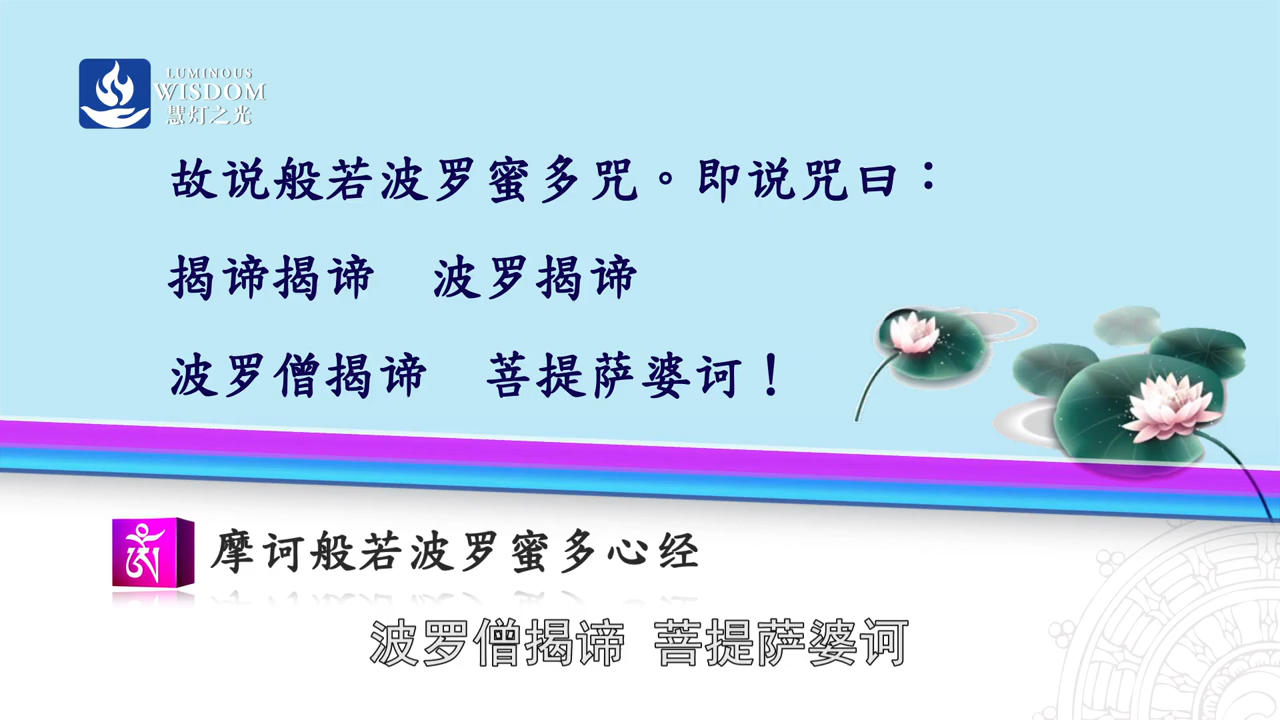 LUMINOUS
WISDOM
慧灯之光
故说般若波罗蜜多咒。即说咒曰：
揭谛揭谛　波罗揭谛
波罗僧揭谛　菩提萨婆诃！
ༀ
摩诃般若波罗蜜多心经
波罗僧揭谛 菩提萨婆诃